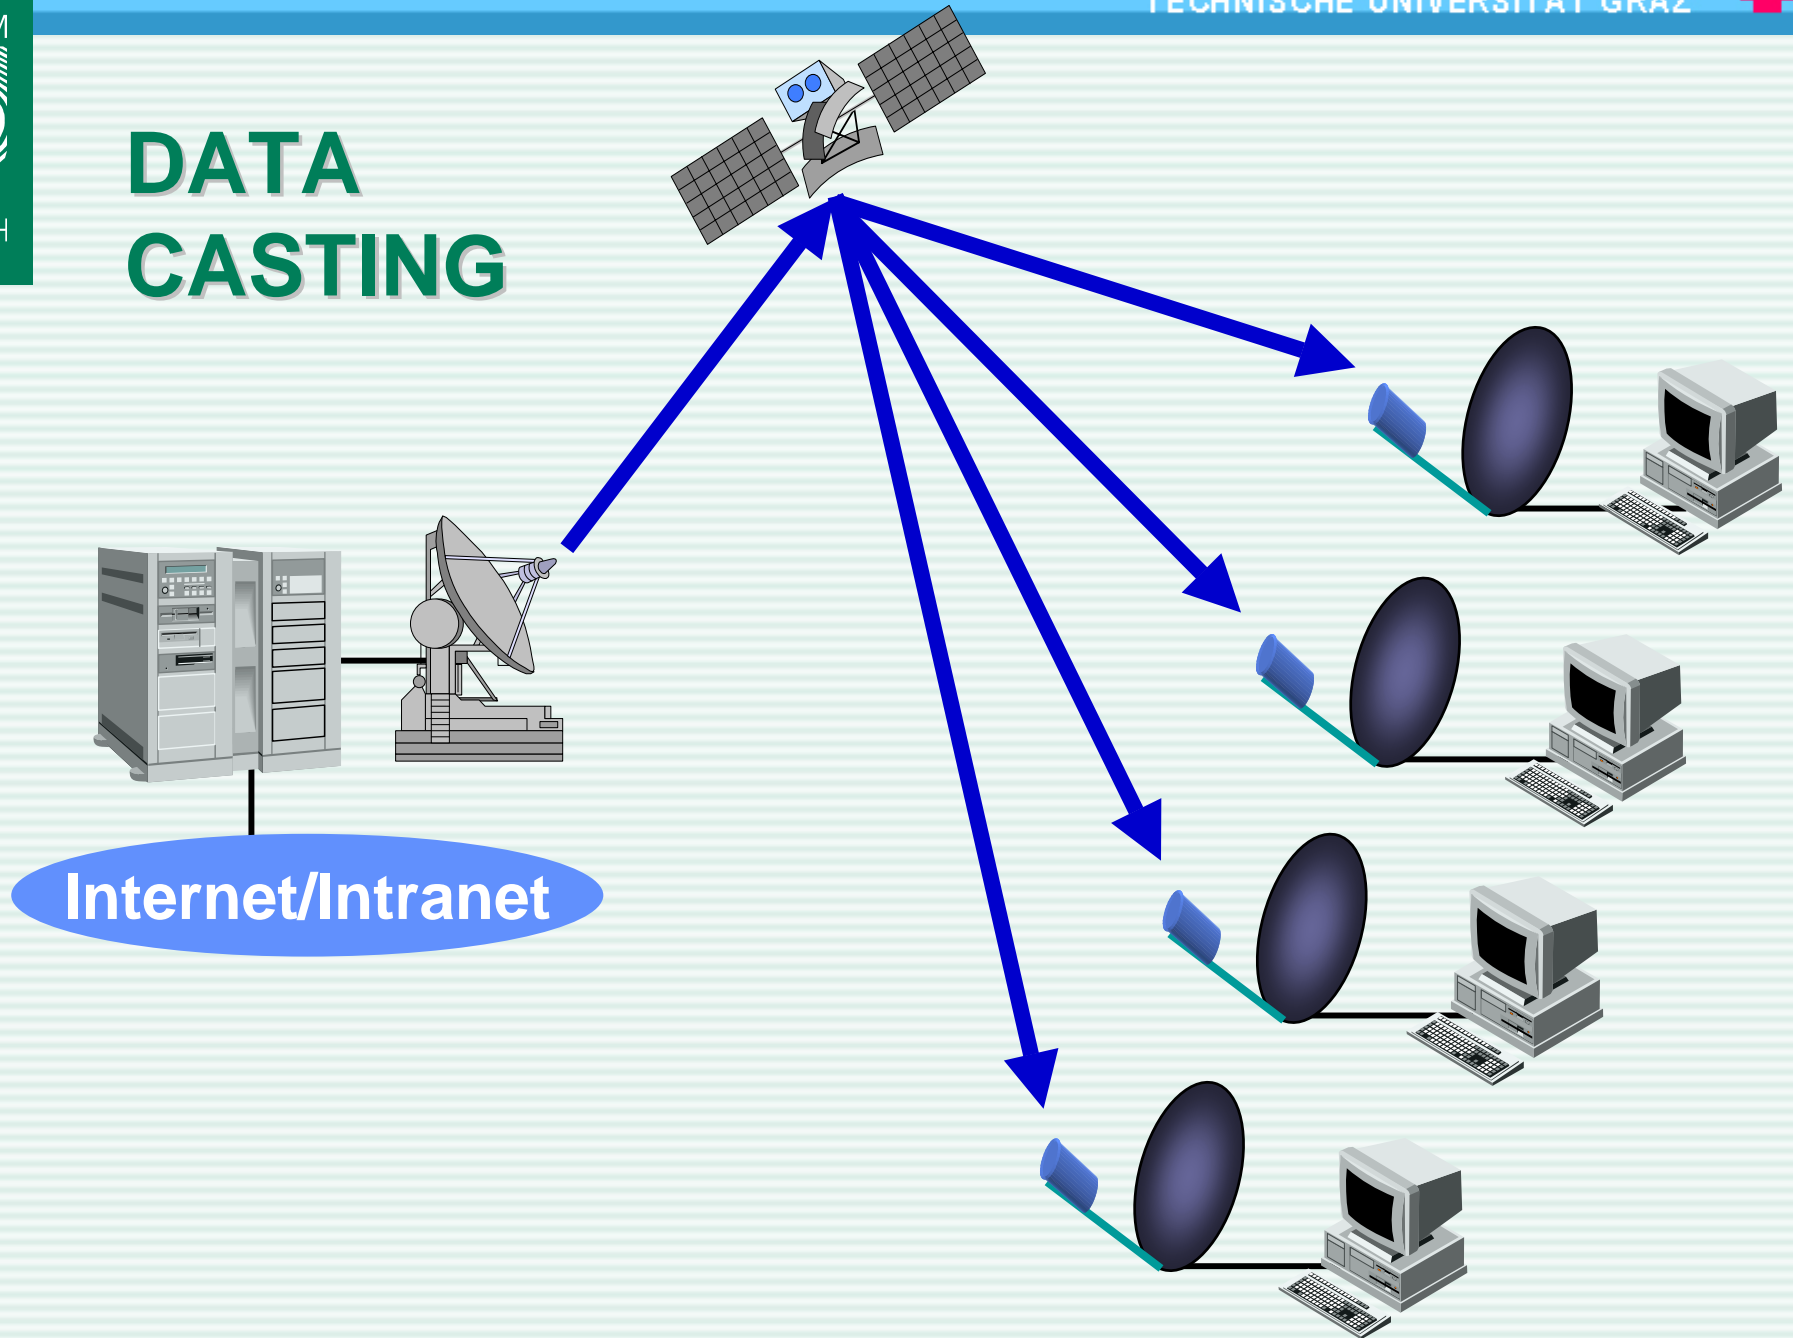 TECHNISCHE UNIVERSITÄT GRAZ
M
H
DATA
CASTING
Internet/Intranet